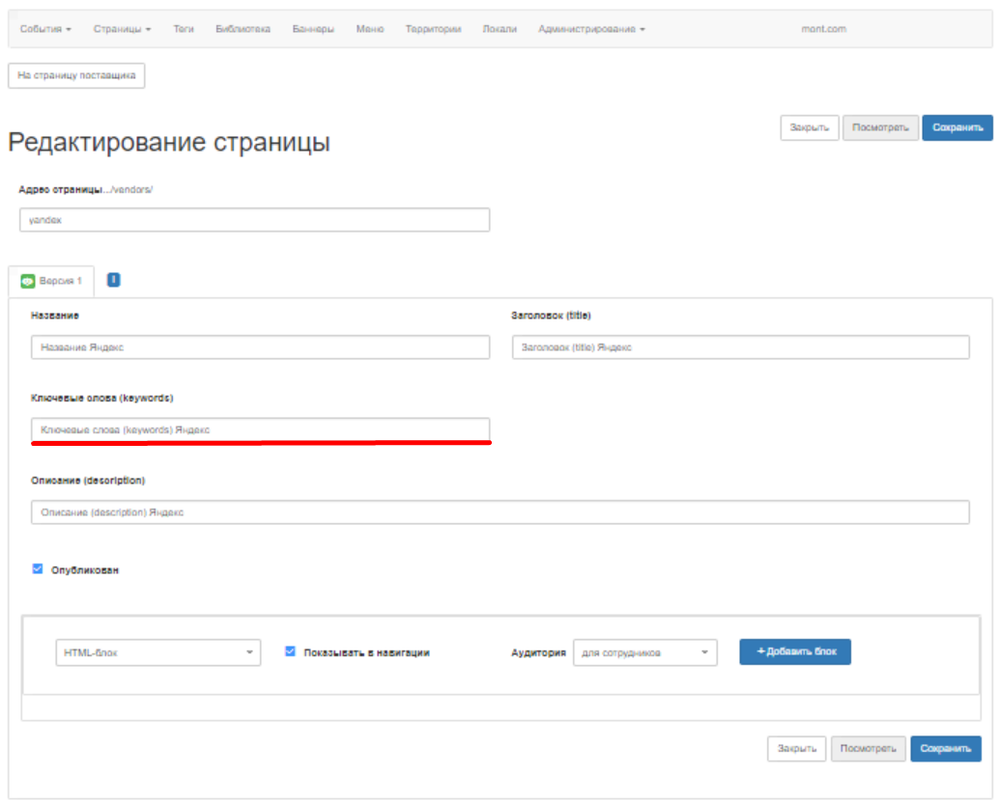 События Страницы Теги Библиотека Баннеры Меню Территории Локали Администрирование mont.com
На страницу поставщика
Редактирование страницы
Закрыть Посмотреть Сохранить
Адрес страницы.../vendors/
yandex
Версия 1
Название Заголовок (title)
Название Яндекс Заголовок (title) Яндекс
Ключевые слова (keywords)
Ключевые слова (keywords) Яндекс
Описание (description)
Описание (description) Яндекс
Опубликован
HTML-блок Показывать в навигации Аудитория для сотрудников +Добавить блок
Закрыть Посмотреть Сохранить